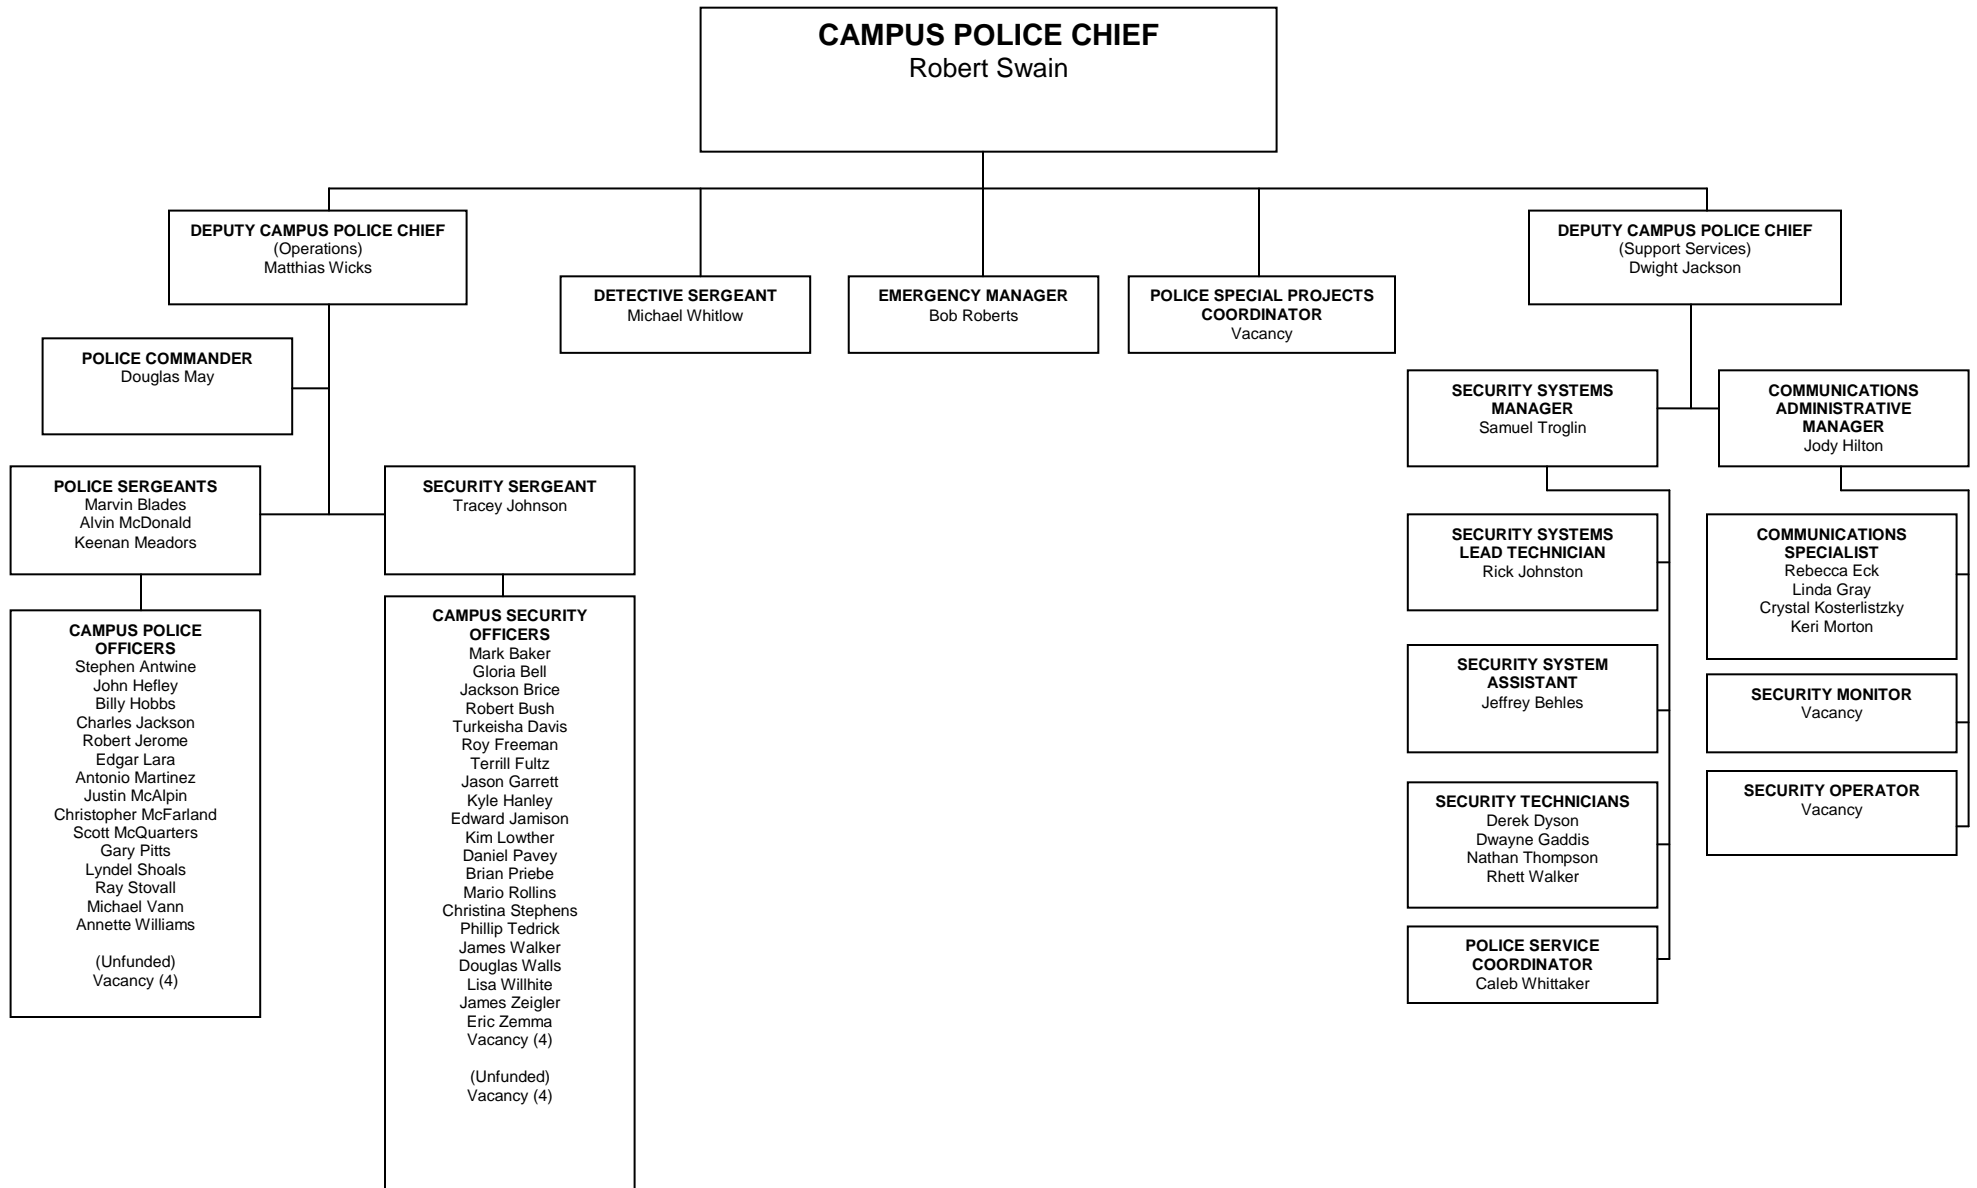 CAMPUS POLICE CHIEF
Robert Swain
DEPUTY CAMPUS POLICE CHIEF
(Operations)
Matthias Wicks
DEPUTY CAMPUS POLICE CHIEF
(Support Services)
Dwight Jackson
DETECTIVE SERGEANT
Michael Whitlow
EMERGENCY MANAGER
Bob Roberts
POLICE SPECIAL PROJECTS
COORDINATOR
Vacancy
POLICE COMMANDER
Douglas May
SECURITY SYSTEMS
MANAGER
Samuel Troglin
COMMUNICATIONS
ADMINISTRATIVE
MANAGER
Jody Hilton
POLICE SERGEANTS
Marvin Blades
Alvin McDonald
Keenan Meadors
SECURITY SERGEANT
Tracey Johnson
SECURITY SYSTEMS
LEAD TECHNICIAN
Rick Johnston
COMMUNICATIONS
SPECIALIST
Rebecca Eck
Linda Gray
Crystal Kosterlistzky
Keri Morton
CAMPUS POLICE
OFFICERS
Stephen Antwine
John Hefley
Billy Hobbs
Charles Jackson
Robert Jerome
Edgar Lara
Antonio Martinez
Justin McAlpin
Christopher McFarland
Scott McQuarters
Gary Pitts
Lyndel Shoals
Ray Stovall
Michael Vann
Annette Williams
(Unfunded)
Vacancy (4)
CAMPUS SECURITY
OFFICERS
Mark Baker
Gloria Bell
Jackson Brice
Robert Bush
Turkeisha Davis
Roy Freeman
Terrill Fultz
Jason Garrett
Kyle Hanley
Edward Jamison
Kim Lowther
Daniel Pavey
Brian Priebe
Mario Rollins
Christina Stephens
Phillip Tedrick
James Walker
Douglas Walls
Lisa Willhite
James Zeigler
Eric Zemma
Vacancy (4)
(Unfunded)
Vacancy (4)
SECURITY SYSTEM
ASSISTANT
Jeffrey Behles
SECURITY MONITOR
Vacancy
SECURITY TECHNICIANS
Derek Dyson
Dwayne Gaddis
Nathan Thompson
Rhett Walker
SECURITY OPERATOR
Vacancy
POLICE SERVICE
COORDINATOR
Caleb Whittaker